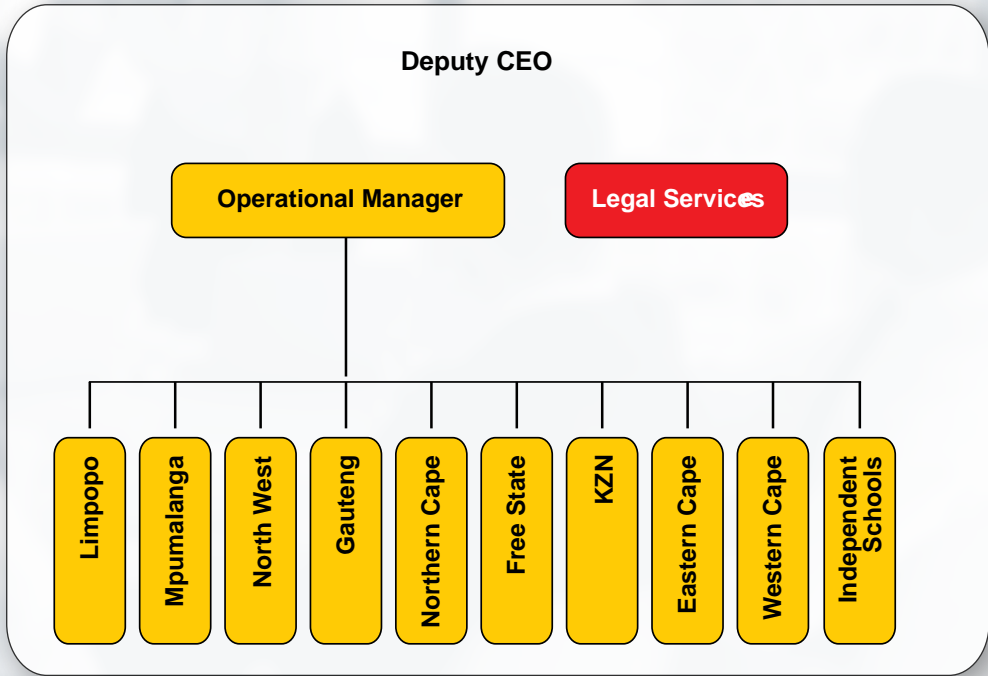 Deputy CEO
Operational Manager
Legal Services
Limpopo
Mpumalanga
North West
Gauteng
Northern Cape
Free State
KZN
Eastern Cape
Western Cape
Independent
Schools